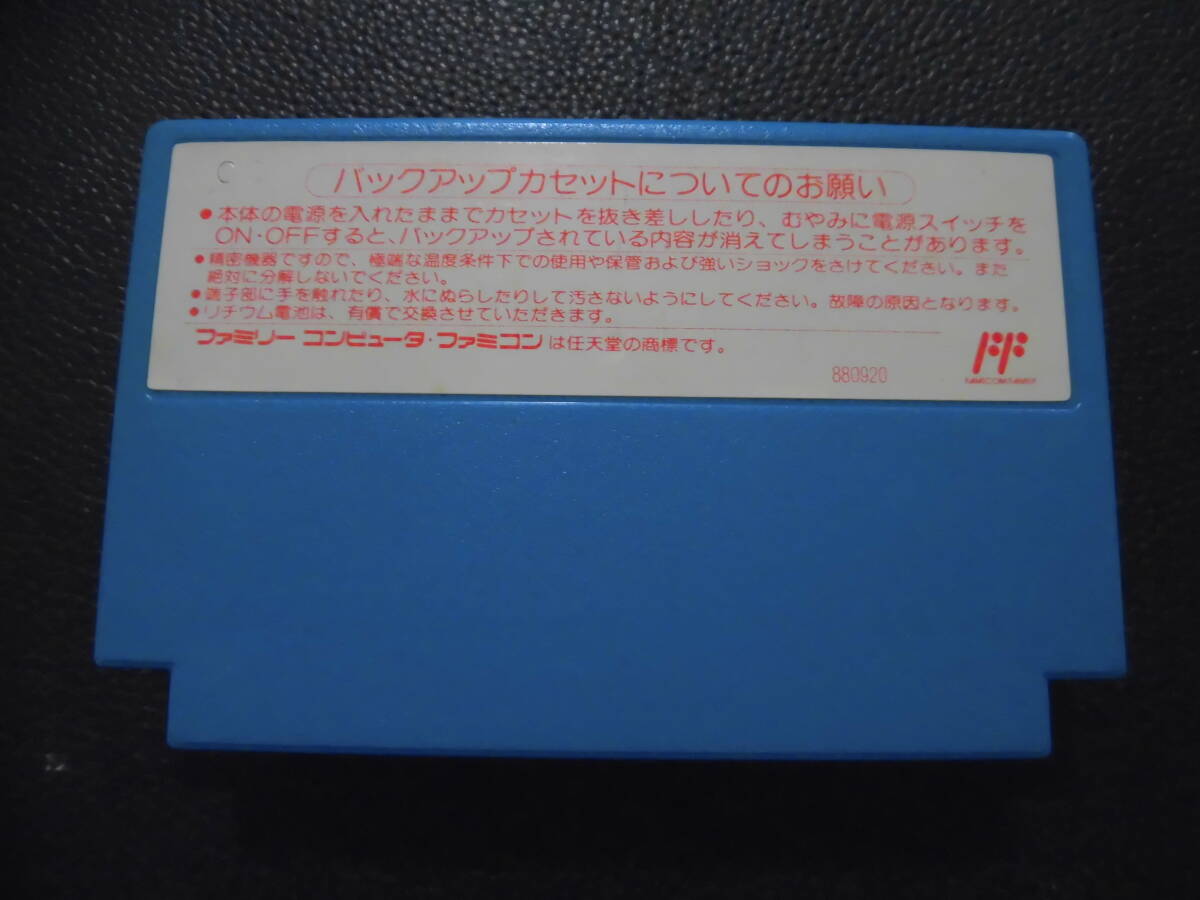 バックアップカセットについてのお願い
●本体の電源を入れたままでカセットを抜き差ししたり、むやみに電源スイッチを
ON・OFFすると、バックアップされている内容が消えてしまうことがあります。
●精密機器ですので、極端な温度条件下での使用や保管および強いショックをさけてください。また
絶対に分解しないでください。
●端子部に手を触れたり、水にぬらしたりして汚さないようにしてください。故障の原因となります。
●リチウム電池は、有償で交換させていただきます。
ファミリーコンピュータ・ファミコンは任天堂の商標です。
FF
FAMICOM FAMILY
880920